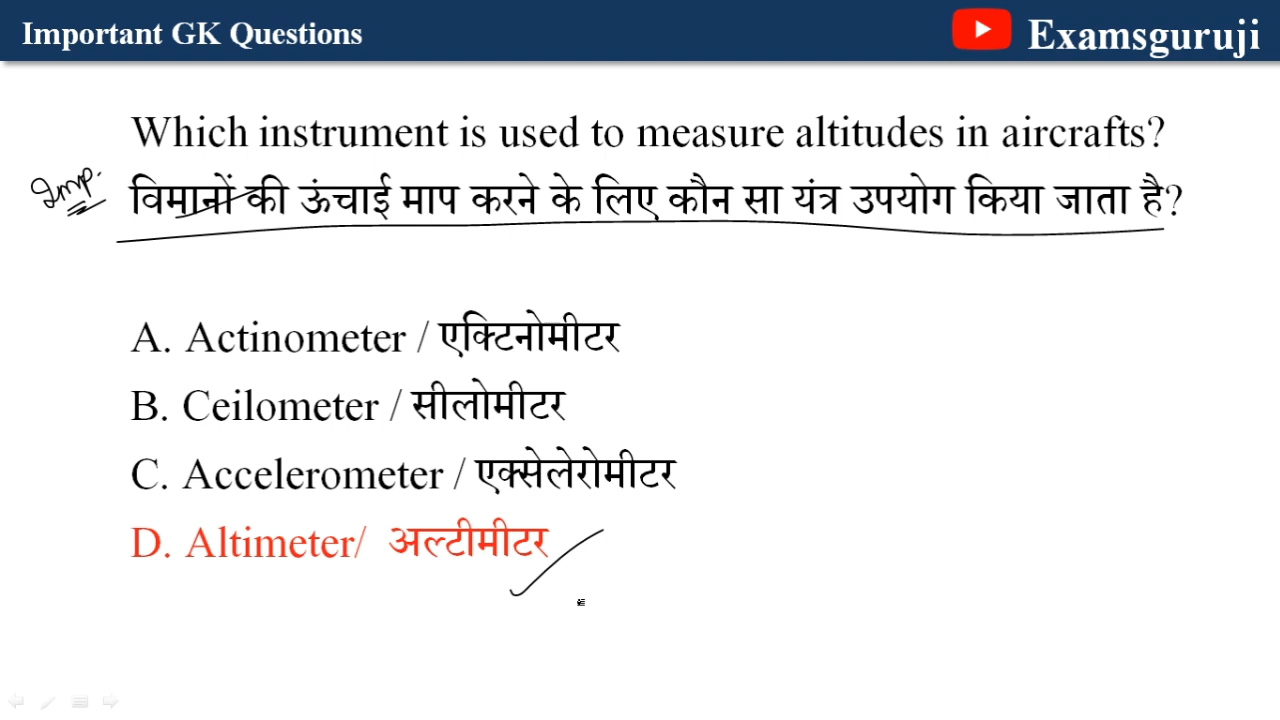 Important GK Questions
Examsguruji
Which instrument is used to measure altitudes in aircrafts?
Imp.
विमानों की ऊंचाई माप करने के लिए कौन सा यंत्र उपयोग किया जाता है?
A. Actinometer / एक्टिनोमीटर
B. Ceilometer / सीलोमीटर
C. Accelerometer / एक्सेलेरोमीटर
D. Altimeter/ अल्टीमीटर